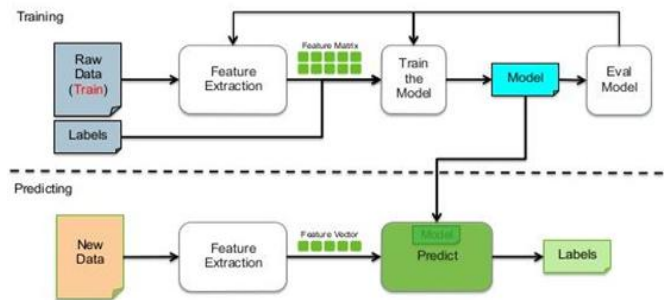 Training
Raw
Data
(Train)
Feature
Extraction
Feature Matrix
Train
the
Model
Model
Eval
Model
Labels
Predicting
New
Data
Feature
Extraction
Feature Vector
Model
Predict
Labels